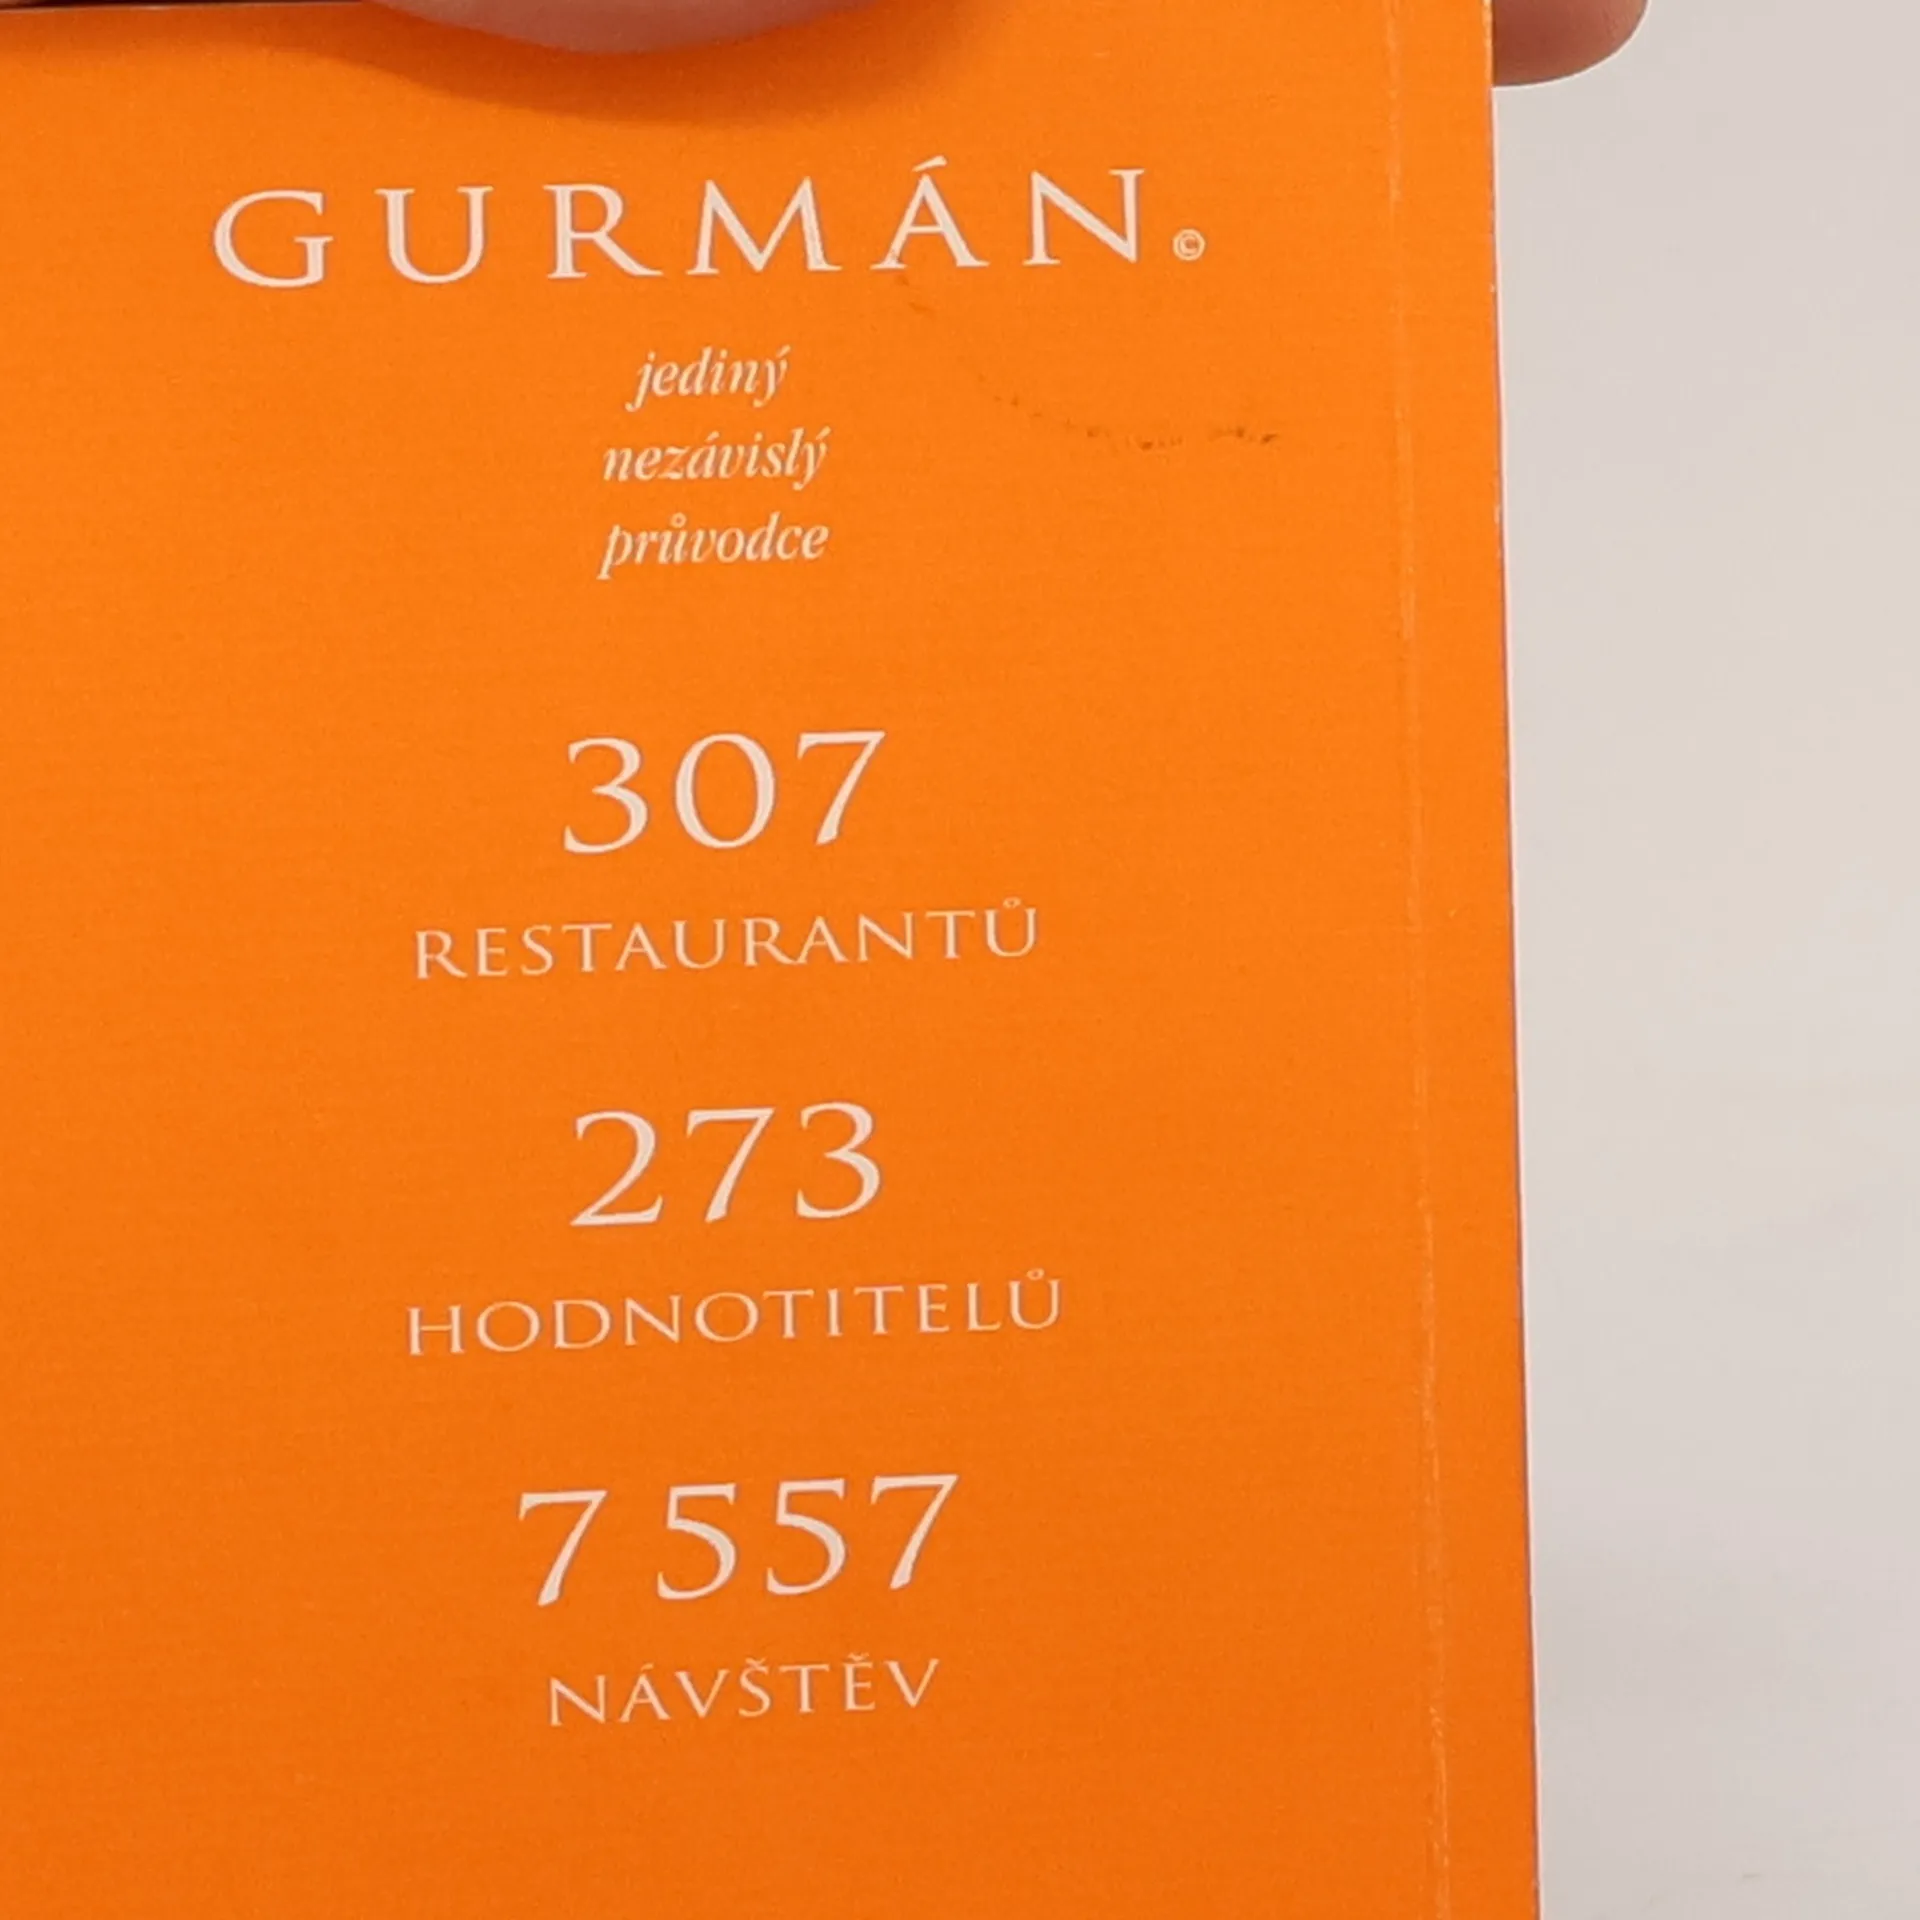 GURMÁN©
jediný
nezávislý
průvodce
307
RESTAURANTŮ
273
HODNOTITELŮ
7 557
NÁVŠTĚV